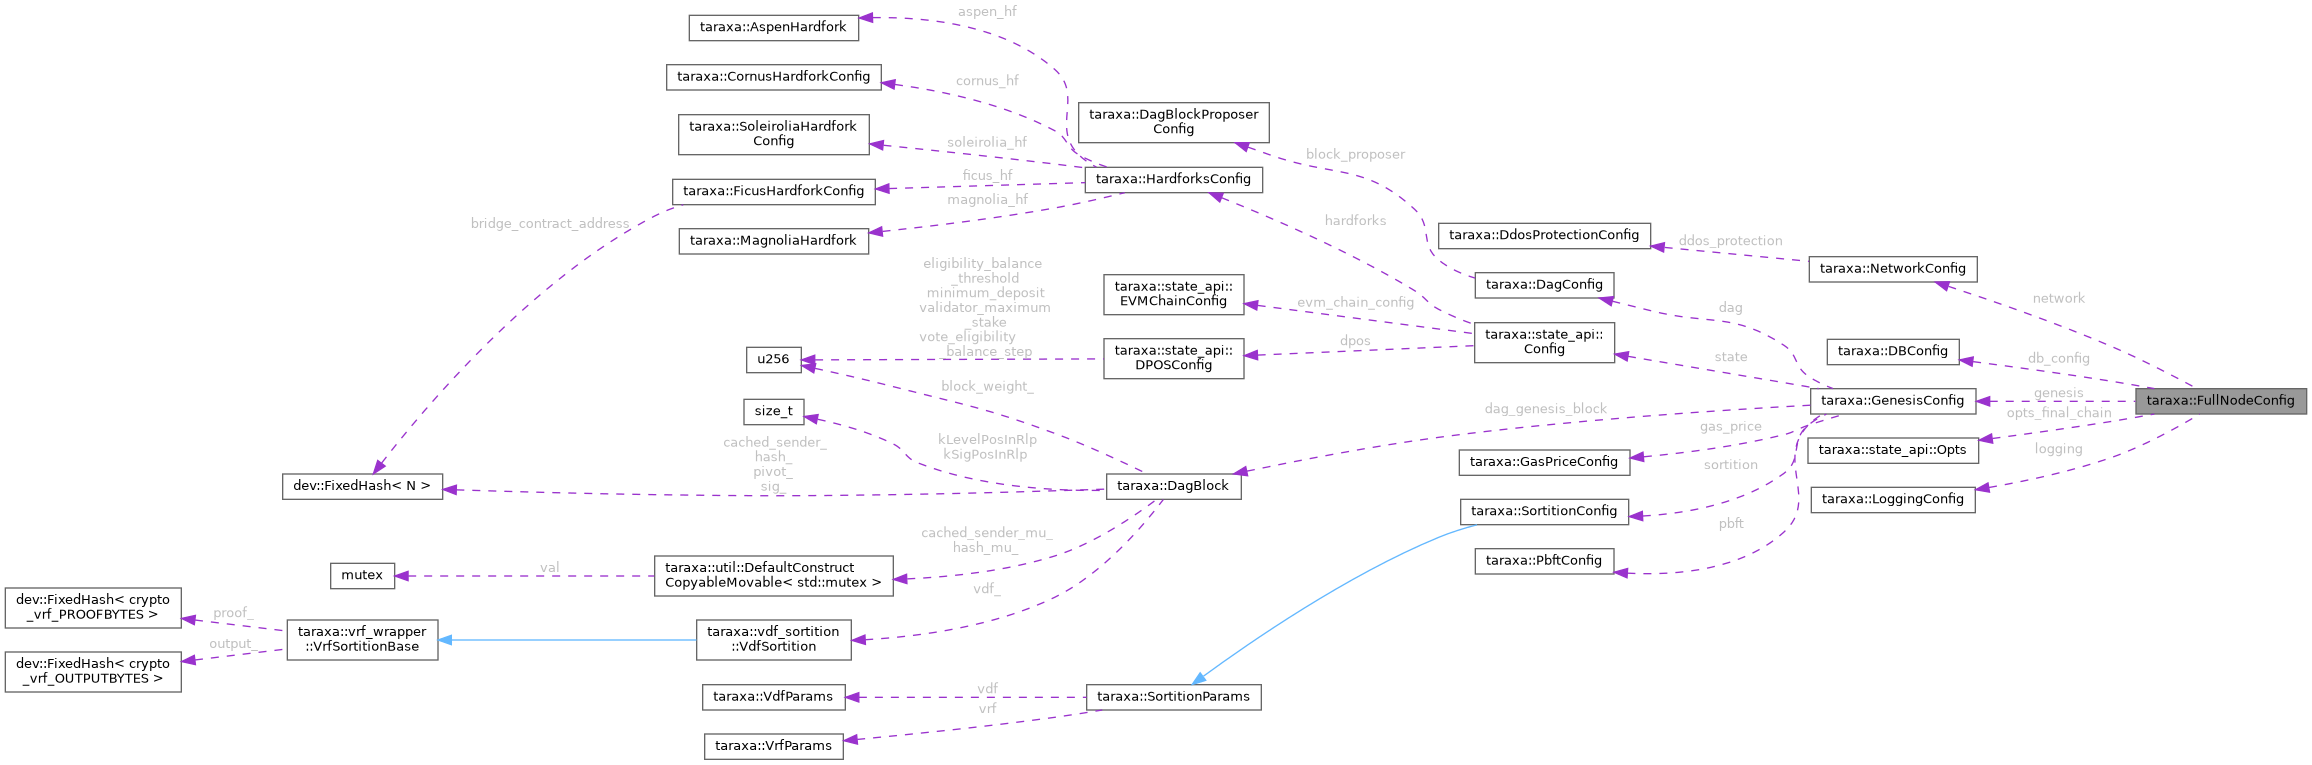 aspen_hf
taraxa::AspenHardfork
cornus_hf
taraxa::CornusHardforkConfig
taraxa::SoleiroliaHardfork
Config
soleirolia_hf
taraxa::DagBlockProposer
Config
block_proposer
taraxa::HardforksConfig
ficus_hf
taraxa::FicusHardforkConfig
magnolia_hf
bridge_contract_address
taraxa::MagnoliaHardfork
hardforks
taraxa::DdosProtectionConfig
ddos_protection
taraxa::NetworkConfig
network
eligibility_balance
_threshold
minimum_deposit
validator_maximum
_stake
vote_eligibility
_balance_step
taraxa::state_api::
EVMChainConfig
evm_chain_config
taraxa::DagConfig
dag
taraxa::state_api::
Config
dpos
taraxa::state_api::
DPOSConfig
state
taraxa::DBConfig
db_config
u256
block_weight_
taraxa::GenesisConfig
genesis
taraxa::FullNodeConfig
size_t
kLevelPosInRlp
kSigPosInRlp
dag_genesis_block
gas_price
opts_final_chain
taraxa::state_api::Opts
logging
taraxa::LoggingConfig
cached_sender_
hash_
pivot_
sig_
dev::FixedHash< N >
taraxa::DagBlock
taraxa::GasPriceConfig
sortition
taraxa::SortitionConfig
pbft
taraxa::PbftConfig
cached_sender_mu_
hash_mu_
taraxa::util::DefaultConstruct
CopyableMovable< std::mutex >
val
mutex
vdf_
dev::FixedHash< crypto
_vrf_PROOFBYTES >
proof_
taraxa::vrf_wrapper
::VrfSortitionBase
output_
dev::FixedHash< crypto
_vrf_OUTPUTBYTES >
taraxa::vdf_sortition
::VdfSortition
taraxa::VdfParams
vdf
taraxa::SortitionParams
vrf
taraxa::VrfParams